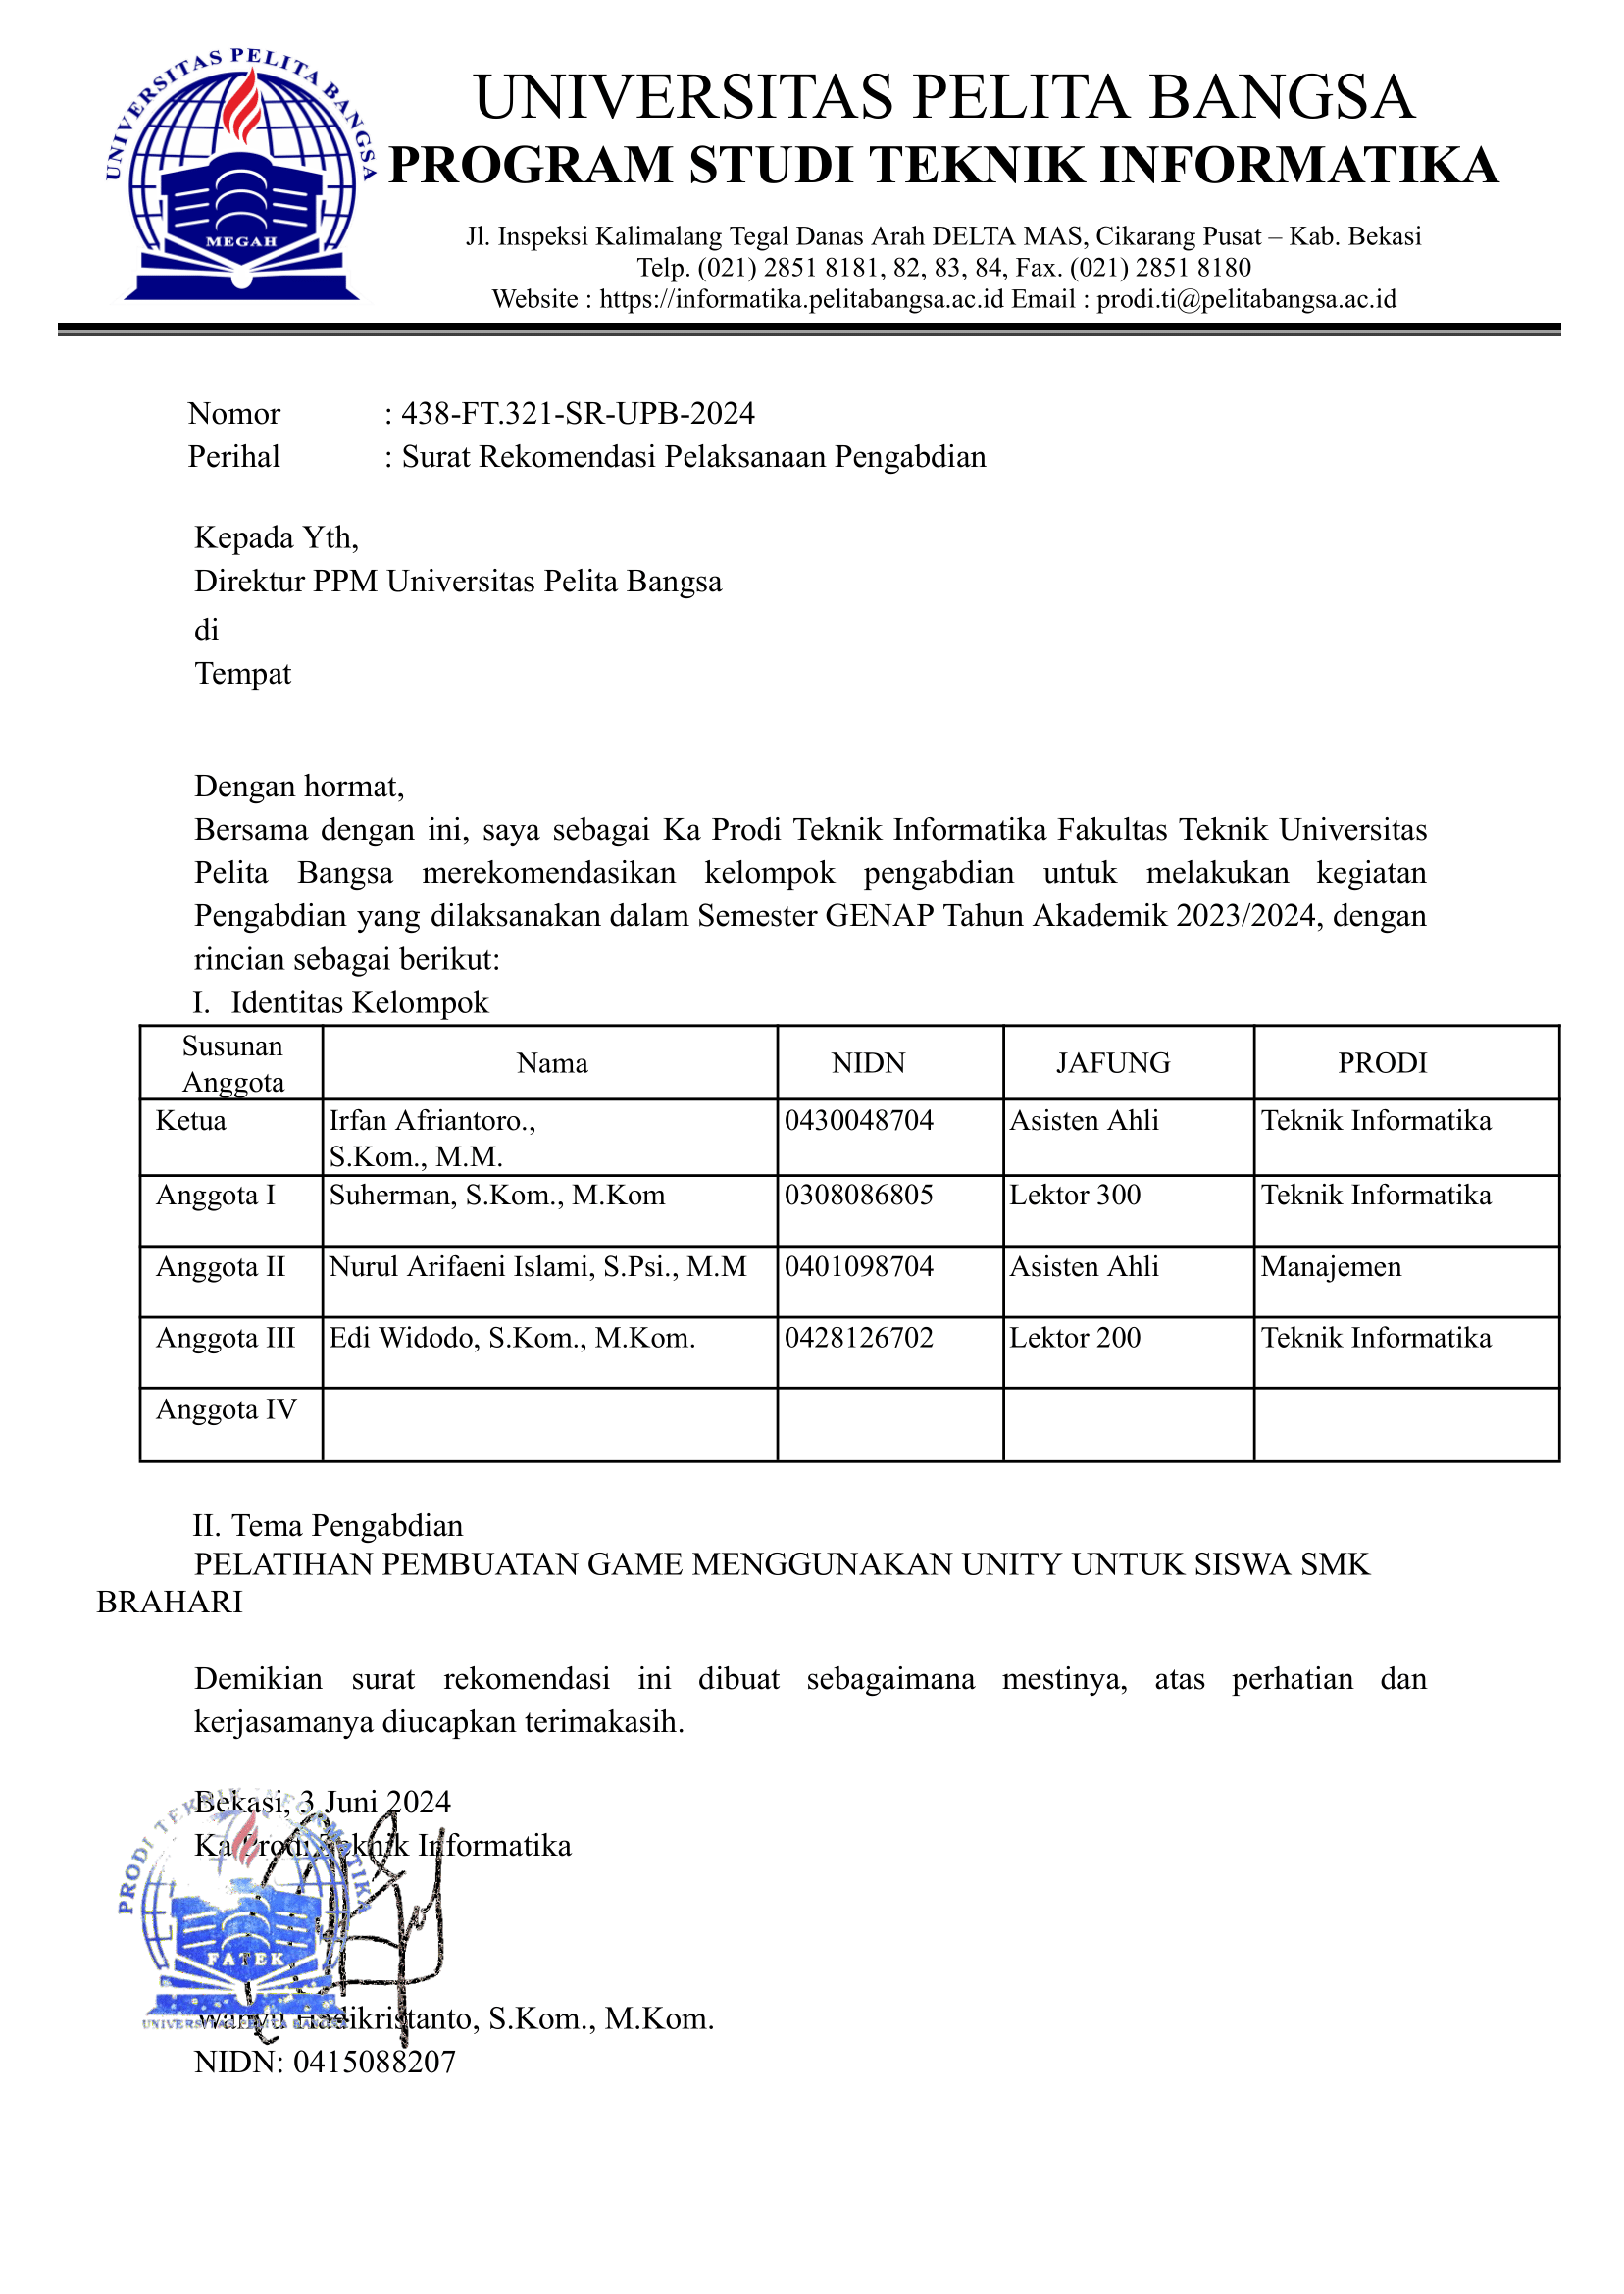 UNIVERSITAS PELITA BANGSA
MEGAH
UNIVERSITAS PELITA BANGSA
PROGRAM STUDI TEKNIK INFORMATIKA
Jl. Inspeksi Kalimalang Tegal Danas Arah DELTA MAS, Cikarang Pusat – Kab. Bekasi
Telp. (021) 2851 8181, 82, 83, 84, Fax. (021) 2851 8180
Website : https://informatika.pelitabangsa.ac.id Email : prodi.ti@pelitabangsa.ac.id
Nomor : 438-FT.321-SR-UPB-2024
Perihal : Surat Rekomendasi Pelaksanaan Pengabdian
Kepada Yth,
Direktur PPM Universitas Pelita Bangsa
di
Tempat
Dengan hormat,
Bersama dengan ini, saya sebagai Ka Prodi Teknik Informatika Fakultas Teknik Universitas
Pelita Bangsa merekomendasikan kelompok pengabdian untuk melakukan kegiatan
Pengabdian yang dilaksanakan dalam Semester GENAP Tahun Akademik 2023/2024, dengan
rincian sebagai berikut:
I. Identitas Kelompok
Susunan Anggota Nama NIDN JAFUNG PRODI
Ketua Irfan Afriantoro., S.Kom., M.M. 0430048704 Asisten Ahli Teknik Informatika
Anggota I Suherman, S.Kom., M.Kom 0308086805 Lektor 300 Teknik Informatika
Anggota II Nurul Arifaeni Islami, S.Psi., M.M 0401098704 Asisten Ahli Manajemen
Anggota III Edi Widodo, S.Kom., M.Kom. 0428126702 Lektor 200 Teknik Informatika
Anggota IV
II. Tema Pengabdian
PELATIHAN PEMBUATAN GAME MENGGUNAKAN UNITY UNTUK SISWA SMK
BRAHARI
Demikian surat rekomendasi ini dibuat sebagaimana mestinya, atas perhatian dan
kerjasamanya diucapkan terimakasih.
Bekasi, 3 Juni 2024
Ka Prodi Teknik Informatika
PRODI TEKNIK INFORMATIKA
FATEK
UNIVERSITAS PELITA BANGSA
Wahyu Hadikristanto, S.Kom., M.Kom.
NIDN: 0415088207